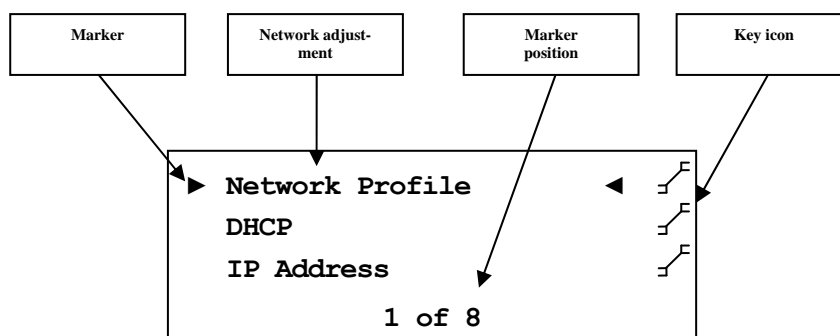 Marker
Network adjust-
ment
Marker
position
Key icon
► Network Profile ◄
DHCP
IP Address
1 of 8